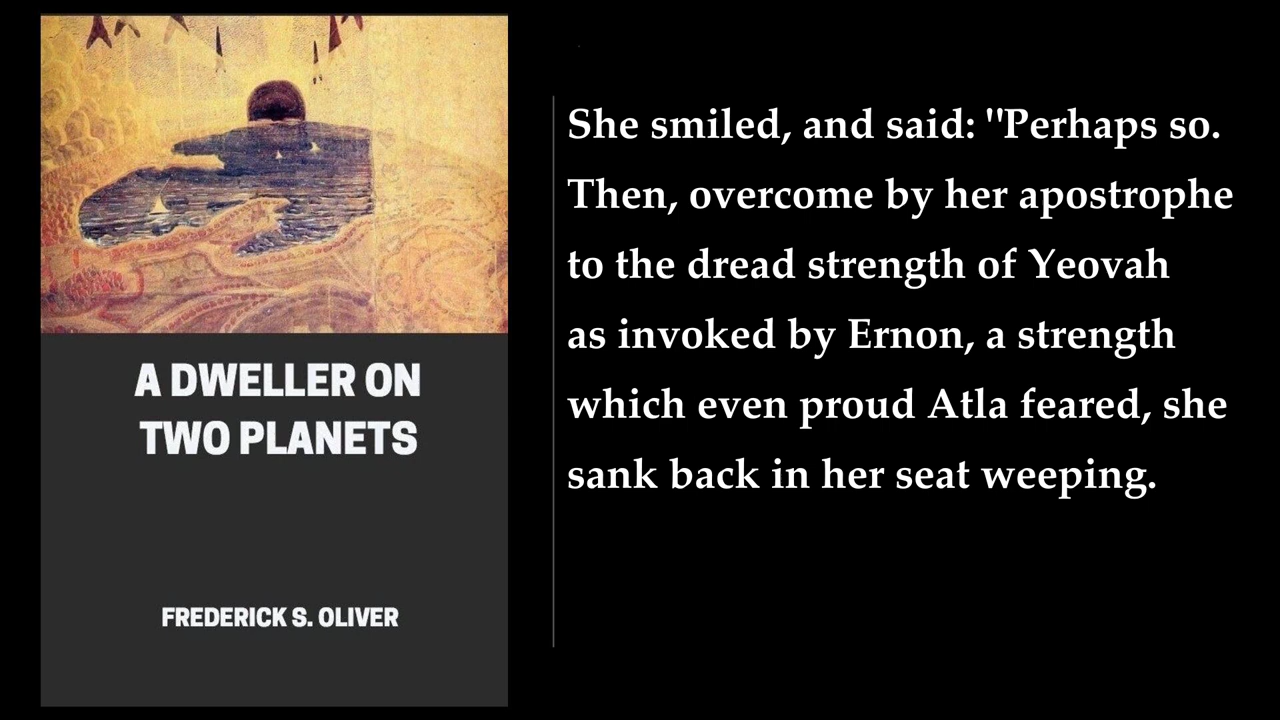 A DWELLER ON
TWO PLANETS
FREDERICK S. OLIVER
She smiled, and said: "Perhaps so.
Then, overcome by her apostrophe
to the dread strength of Yeovah
as invoked by Ernon, a strength
which even proud Atla feared, she
sank back in her seat weeping.